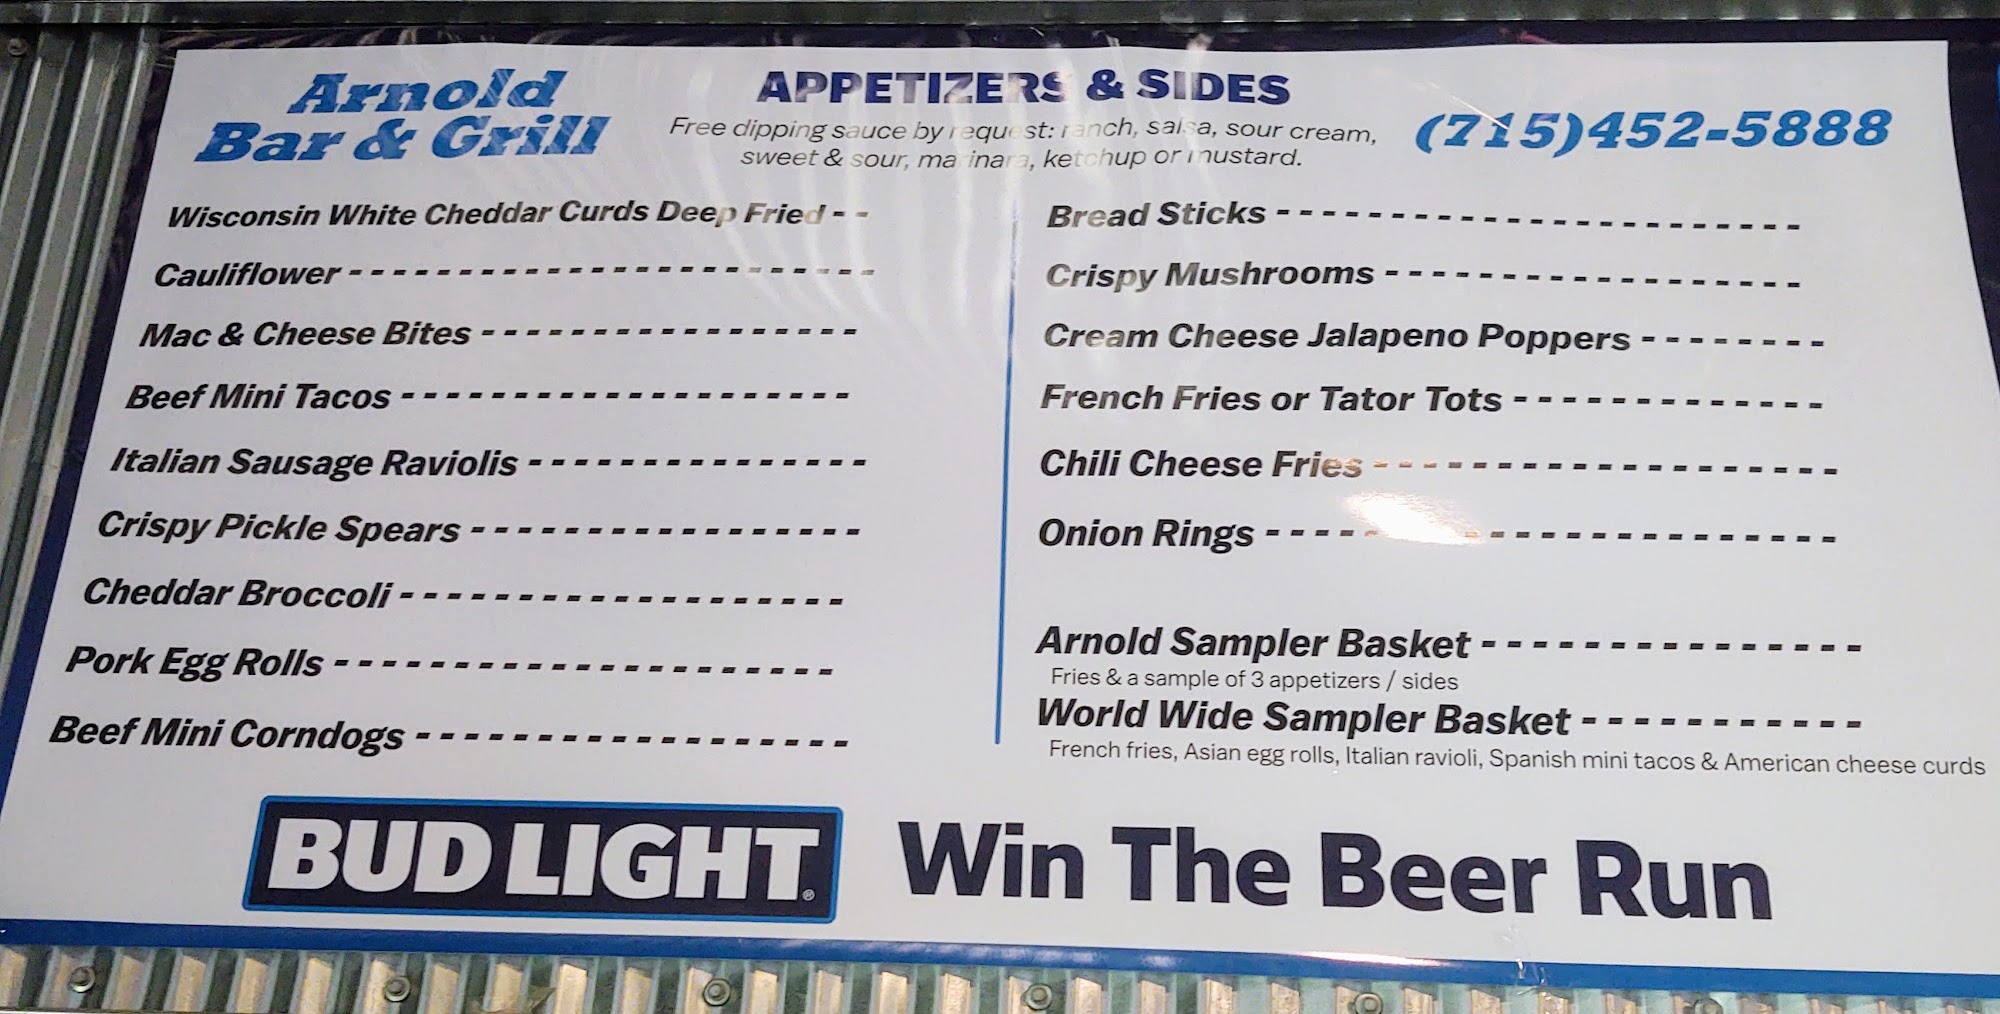 Arnold
Bar & Grill
APPETIZERS & SIDES
Free dipping sauce by request: ranch, salsa, sour cream,
sweet & sour, marinara, ketchup or mustard.
(715)452-5888
Wisconsin White Cheddar Curds Deep Fried - -
Cauliflower - - - - - - - - - - - - - - - - - - - - - - - -
Mac & Cheese Bites - - - - - - - - - - - - - - - - - -
Beef Mini Tacos - - - - - - - - - - - - - - - - - - - -
Italian Sausage Raviolis - - - - - - - - - - - - - - -
Crispy Pickle Spears - - - - - - - - - - - - - - - - -
Cheddar Broccoli - - - - - - - - - - - - - - - - - - -
Pork Egg Rolls - - - - - - - - - - - - - - - - - - - - -
Beef Mini Corndogs - - - - - - - - - - - - - - - - - -
Bread Sticks - - - - - - - - - - - - - - - - - - - - - - -
Crispy Mushrooms - - - - - - - - - - - - - - - - - -
Cream Cheese Jalapeno Poppers - - - - - - - -
French Fries or Tator Tots - - - - - - - - - - - - -
Chili Cheese Fries - - - - - - - - - - - - - - - - - - -
Onion Rings - - - - - - - - - - - - - - - - - - - - - - -
Arnold Sampler Basket - - - - - - - - - - - - - - -
Fries & a sample of 3 appetizers / sides
World Wide Sampler Basket - - - - - - - - - - -
French fries, Asian egg rolls, Italian ravioli, Spanish mini tacos & American cheese curds
BUD LIGHT®
Win The Beer Run